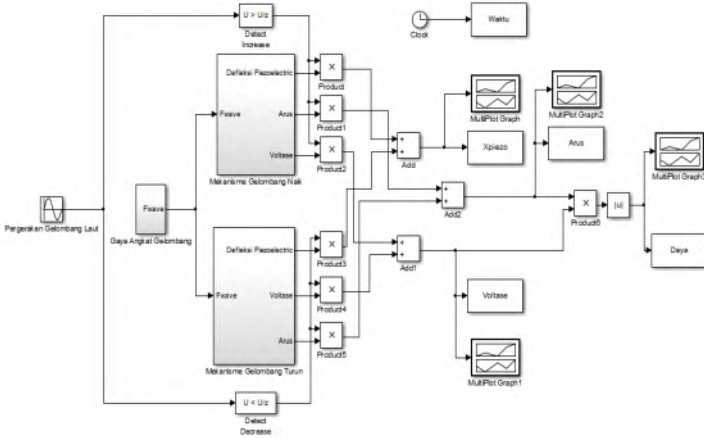 U > U/z
Detect
Increase
Clock
Waktu
Defleksi Piezoelectric
Fwave
Arus
Voltase
Mekanisme Gelombang Naik
×
Product
×
Product1
×
Product2
MultiPlot Graph
MultiPlot Graph2
MultiPlot Graph3
+
+
Add
Xpiezo
Arus
+
+
Add2
×
Product6
|u|
Daya
Pergerakan Gelombang Laut
Fwave
Gaya Angkat Gelombang
Defleksi Piezoelectric
Fwave
Voltase
Arus
Mekanisme Gelombang Turun
×
Product3
×
Product4
×
Product5
+
+
Add1
Voltase
MultiPlot Graph1
U < U/z
Detect
Decrease